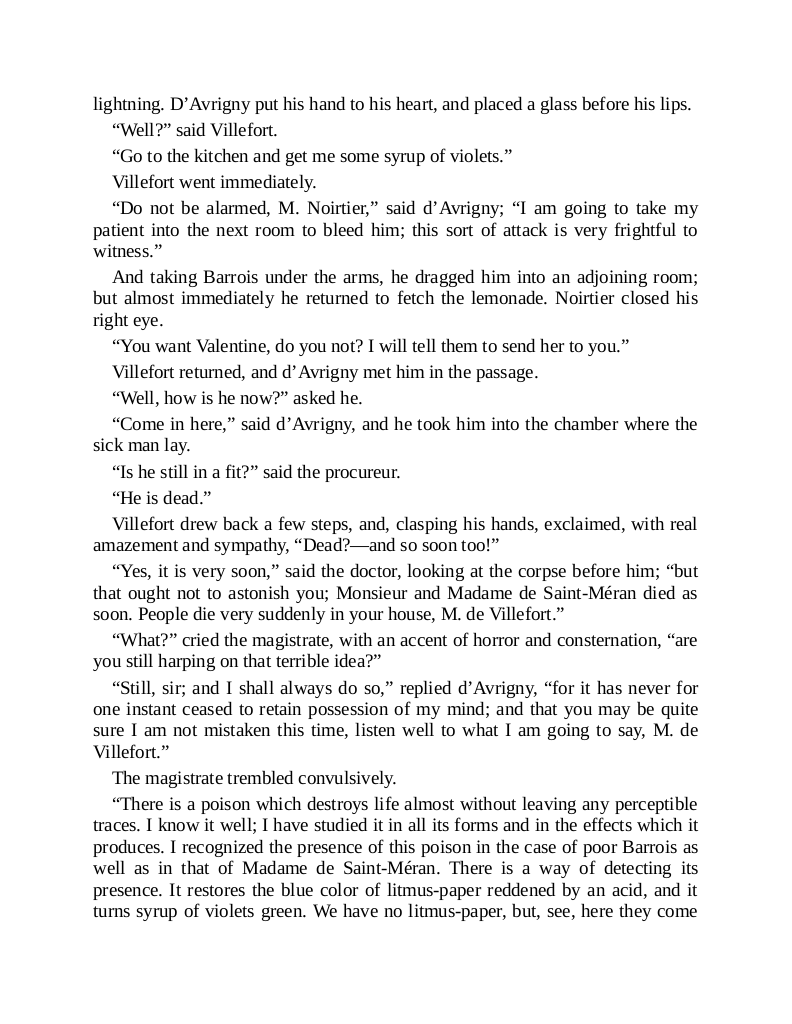 lightning. D’Avrigny put his hand to his heart, and placed a glass before his lips.
“Well?” said Villefort.
“Go to the kitchen and get me some syrup of violets.”
Villefort went immediately.
“Do not be alarmed, M. Noirtier,” said d’Avrigny; “I am going to take my
patient into the next room to bleed him; this sort of attack is very frightful to
witness.”
And taking Barrois under the arms, he dragged him into an adjoining room;
but almost immediately he returned to fetch the lemonade. Noirtier closed his
right eye.
“You want Valentine, do you not? I will tell them to send her to you.”
Villefort returned, and d’Avrigny met him in the passage.
“Well, how is he now?” asked he.
“Come in here,” said d’Avrigny, and he took him into the chamber where the
sick man lay.
“Is he still in a fit?” said the procureur.
“He is dead.”
Villefort drew back a few steps, and, clasping his hands, exclaimed, with real
amazement and sympathy, “Dead?—and so soon too!”
“Yes, it is very soon,” said the doctor, looking at the corpse before him; “but
that ought not to astonish you; Monsieur and Madame de Saint-Méran died as
soon. People die very suddenly in your house, M. de Villefort.”
“What?” cried the magistrate, with an accent of horror and consternation, “are
you still harping on that terrible idea?”
“Still, sir; and I shall always do so,” replied d’Avrigny, “for it has never for
one instant ceased to retain possession of my mind; and that you may be quite
sure I am not mistaken this time, listen well to what I am going to say, M. de
Villefort.”
The magistrate trembled convulsively.
“There is a poison which destroys life almost without leaving any perceptible
traces. I know it well; I have studied it in all its forms and in the effects which it
produces. I recognized the presence of this poison in the case of poor Barrois as
well as in that of Madame de Saint-Méran. There is a way of detecting its
presence. It restores the blue color of litmus-paper reddened by an acid, and it
turns syrup of violets green. We have no litmus-paper, but, see, here they come